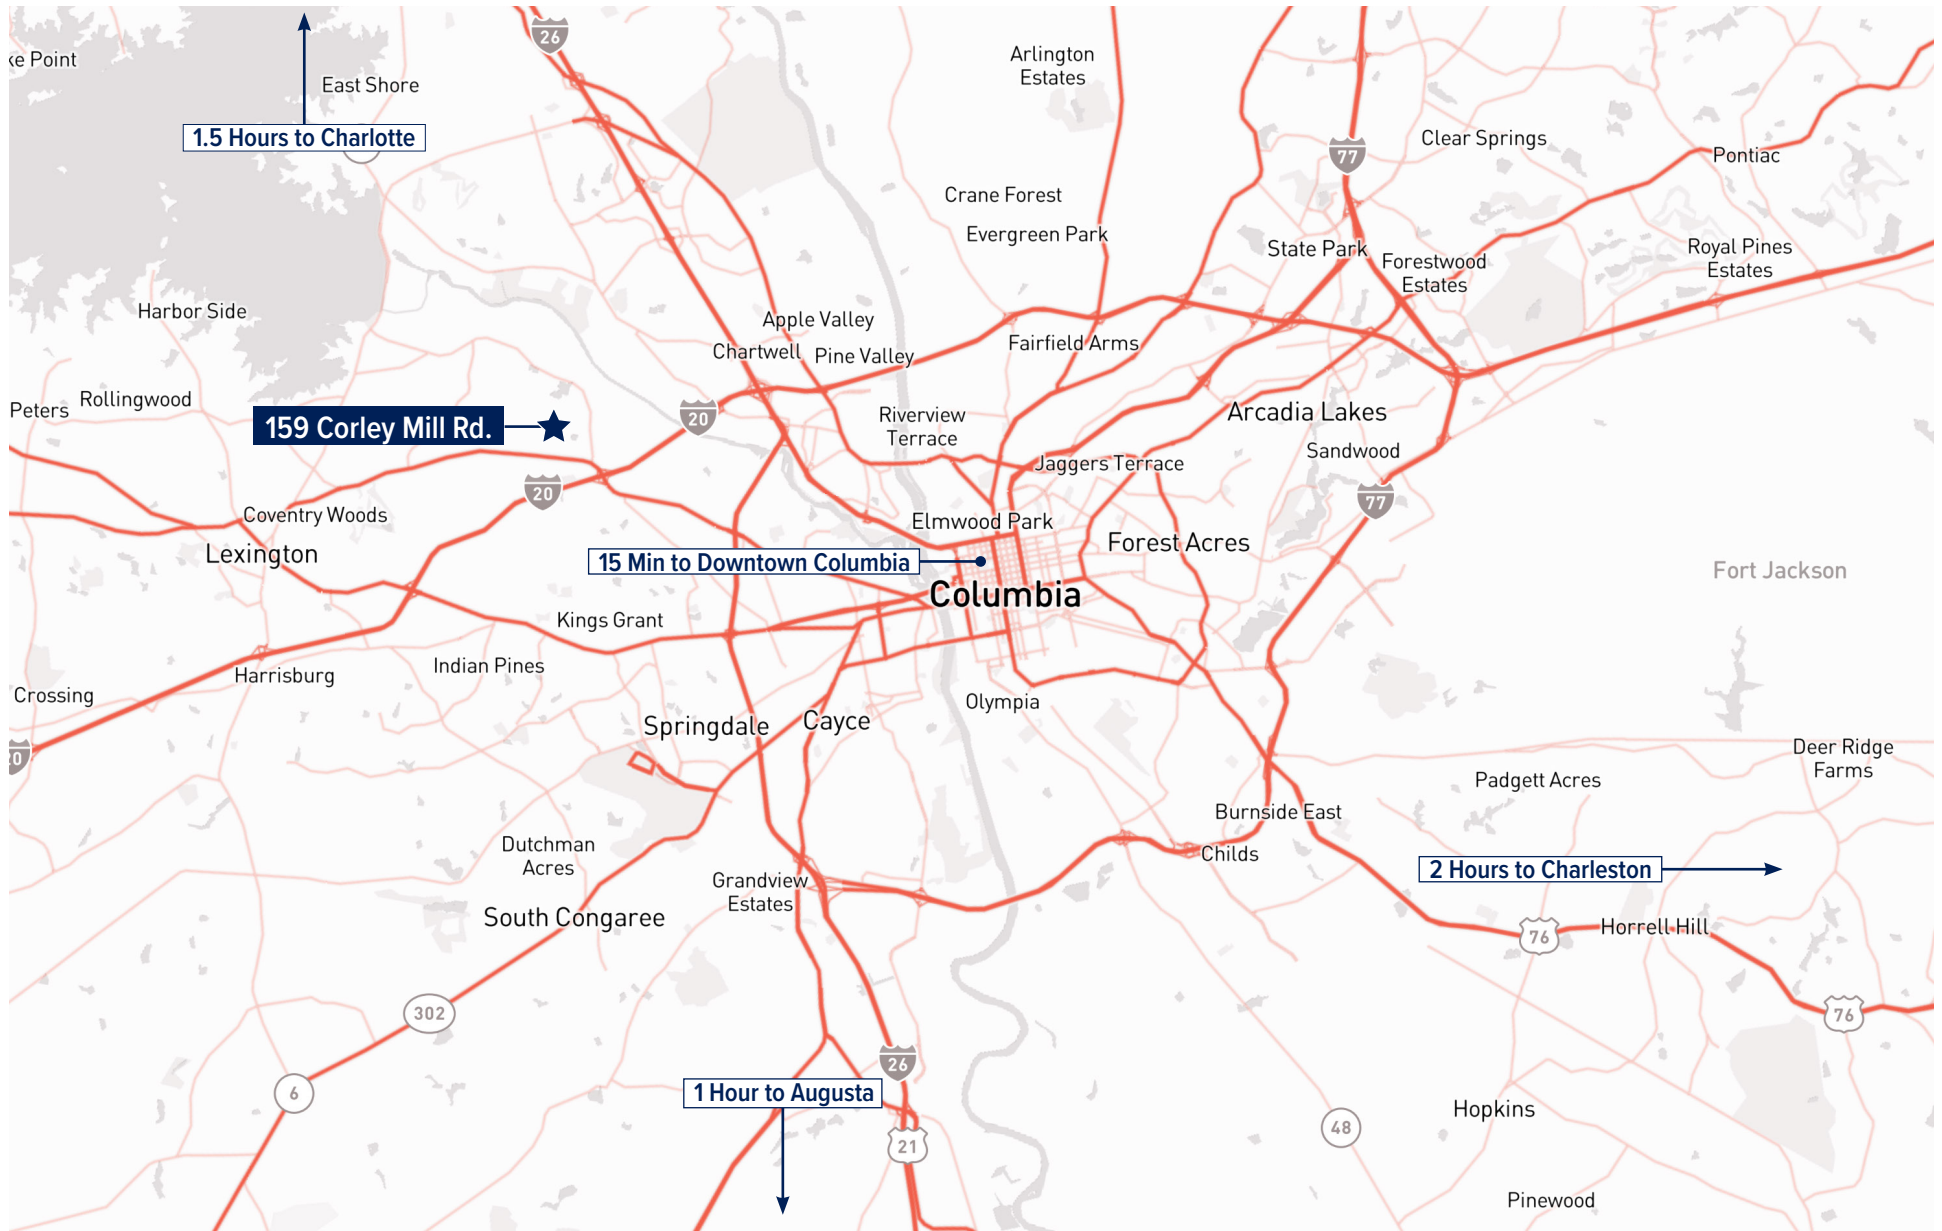 26
Arlington
Estates
ke Point
East Shore
1.5 Hours to Charlotte
77
Clear Springs
Pontiac
Crane Forest
Evergreen Park
State Park
Forestwood
Estates
Royal Pines
Estates
Harbor Side
Apple Valley
Chartwell
Pine Valley
Fairfield Arms
Peters
Rollingwood
159 Corley Mill Rd.
20
Riverview
Terrace
Arcadia Lakes
Sandwood
Jaggers Terrace
20
77
Coventry Woods
Lexington
Elmwood Park
Forest Acres
15 Min to Downtown Columbia
Columbia
Fort Jackson
Kings Grant
Indian Pines
Harrisburg
Crossing
Olympia
Springdale
Cayce
20
Deer Ridge
Farms
Padgett Acres
Burnside East
Childs
Dutchman
Acres
Grandview
Estates
2 Hours to Charleston
South Congaree
76
Horrell Hill
302
76
26
6
1 Hour to Augusta
21
Hopkins
48
Pinewood